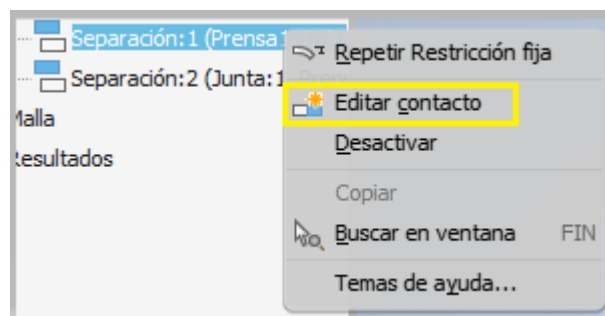 Separación:1 (Prensa
Separación:2 (Junta:1
Malla
Resultados
Repetir Restricción fija
Editar contacto
Desactivar
Copiar
Buscar en ventana FIN
Temas de ayuda...